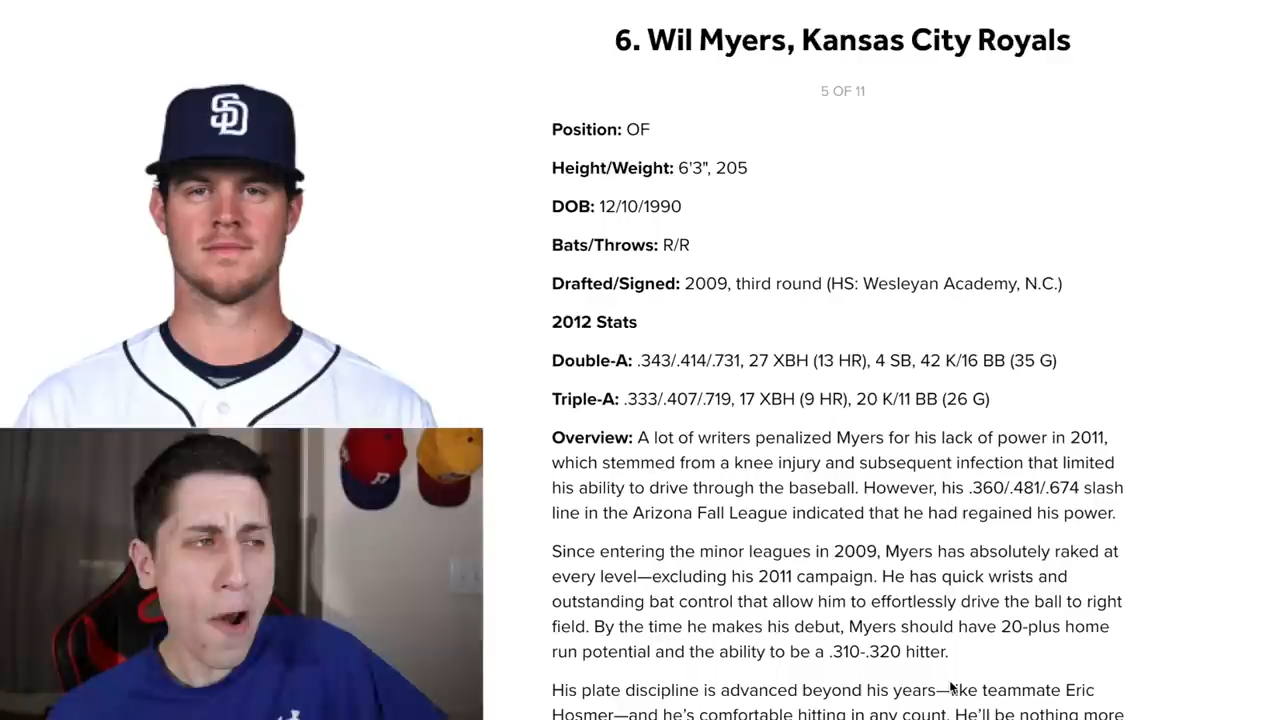 6. Wil Myers, Kansas City Royals
5 OF 11
Position: OF
Height/Weight: 6'3", 205
DOB: 12/10/1990
Bats/Throws: R/R
Drafted/Signed: 2009, third round (HS: Wesleyan Academy, N.C.)
2012 Stats
Double-A: .343/.414/.731, 27 XBH (13 HR), 4 SB, 42 K/16 BB (35 G)
Triple-A: .333/.407/.719, 17 XBH (9 HR), 20 K/11 BB (26 G)
Overview: A lot of writers penalized Myers for his lack of power in 2011,
which stemmed from a knee injury and subsequent infection that limited
his ability to drive through the baseball. However, his .360/.481/.674 slash
line in the Arizona Fall League indicated that he had regained his power.
Since entering the minor leagues in 2009, Myers has absolutely raked at
every level—excluding his 2011 campaign. He has quick wrists and
outstanding bat control that allow him to effortlessly drive the ball to right
field. By the time he makes his debut, Myers should have 20-plus home
run potential and the ability to be a .310-.320 hitter.
His plate discipline is advanced beyond his years—like teammate Eric
Hosmer—and he's comfortable hitting in any count. He'll be nothing more
SD